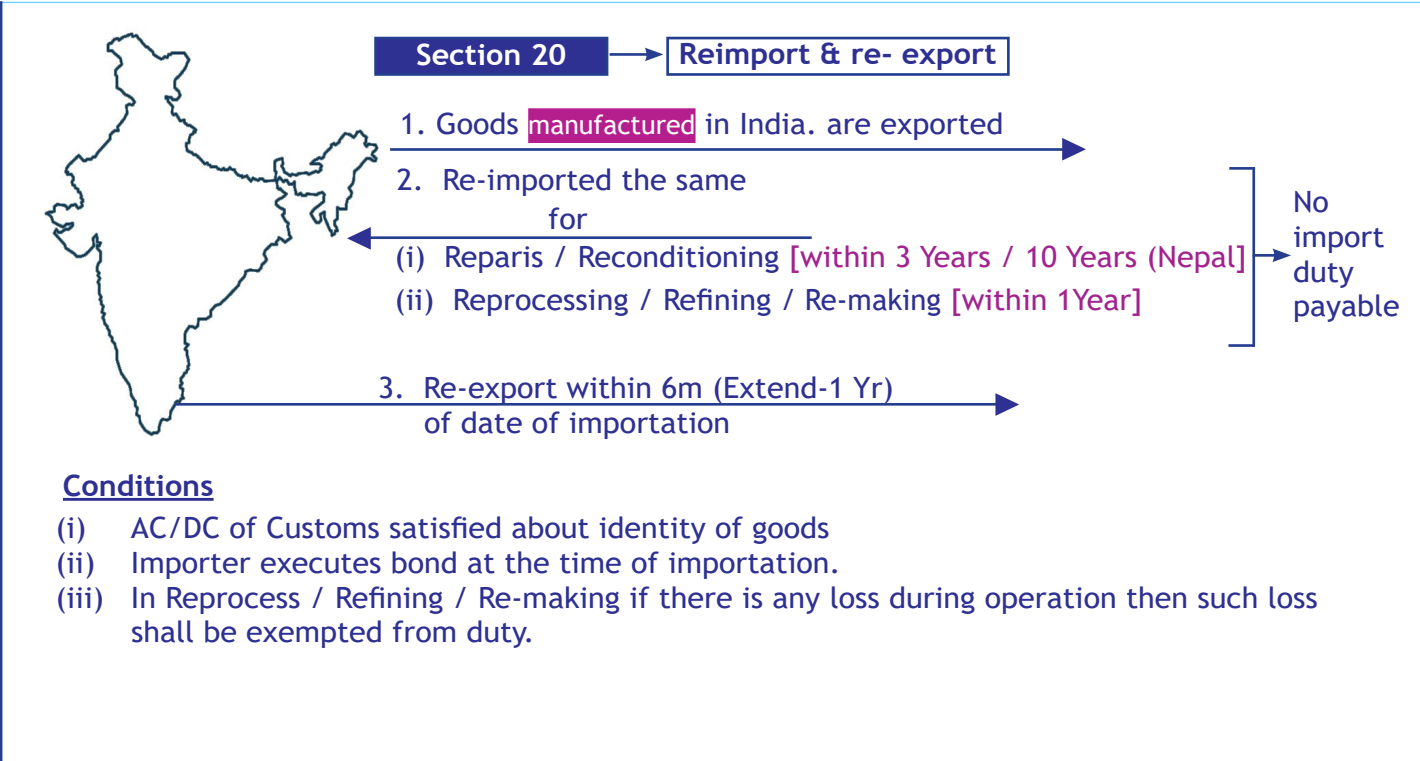 Section 20
Reimport & re- export
1. Goods manufactured in India. are exported
2. Re-imported the same
for
(i) Reparis / Reconditioning [within 3 Years / 10 Years (Nepal]
(ii) Reprocessing / Refining / Re-making [within 1Year]
No
import
duty
payable
3. Re-export within 6m (Extend-1 Yr)
of date of importation
Conditions
(i) AC/DC of Customs satisfied about identity of goods
(ii) Importer executes bond at the time of importation.
(iii) In Reprocess / Refining / Re-making if there is any loss during operation then such loss
shall be exempted from duty.